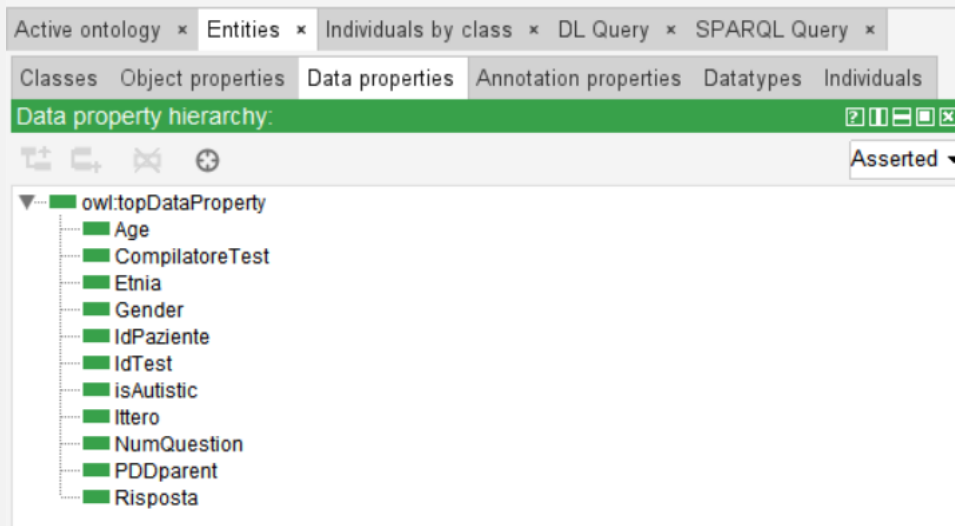 Active ontology × Entities × Individuals by class × DL Query × SPARQL Query ×
Classes Object properties Data properties Annotation properties Datatypes Individuals
Data property hierarchy:
Asserted
owl:topDataProperty
Age
CompilatoreTest
Etnia
Gender
IdPaziente
IdTest
isAutistic
Ittero
NumQuestion
PDDparent
Risposta